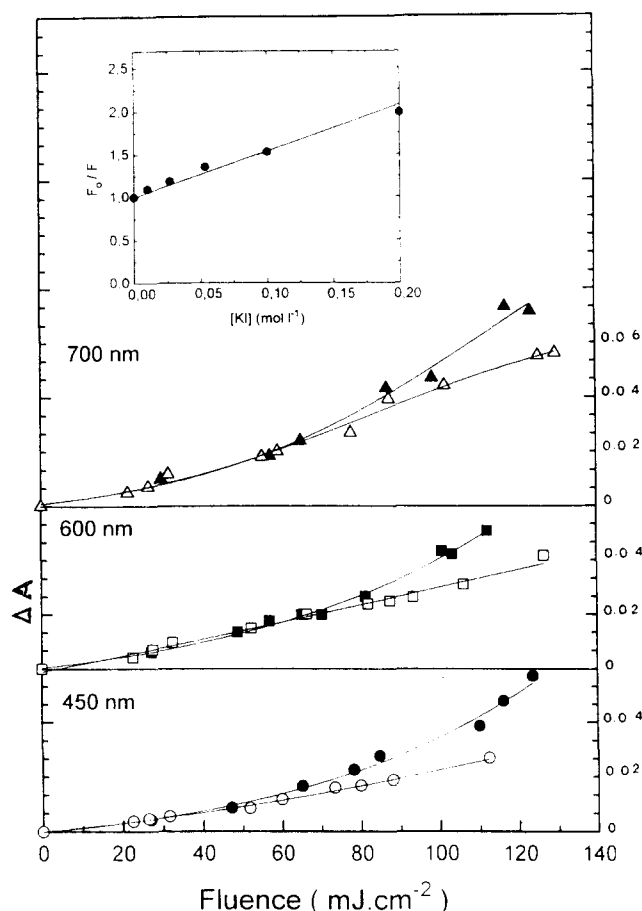 2.5
2.0
F₀ / F
1.5
1.0
0.5
0.0
0,00 0,05 0,10 0,15 0,20
[KI] (mol l⁻¹)
700 nm
0.06
0.04
0.02
0
600 nm
0.04
Δ A
0.02
0
450 nm
0.04
0.02
0
0 20 40 60 80 100 120 140
Fluence ( mJ.cm⁻² )